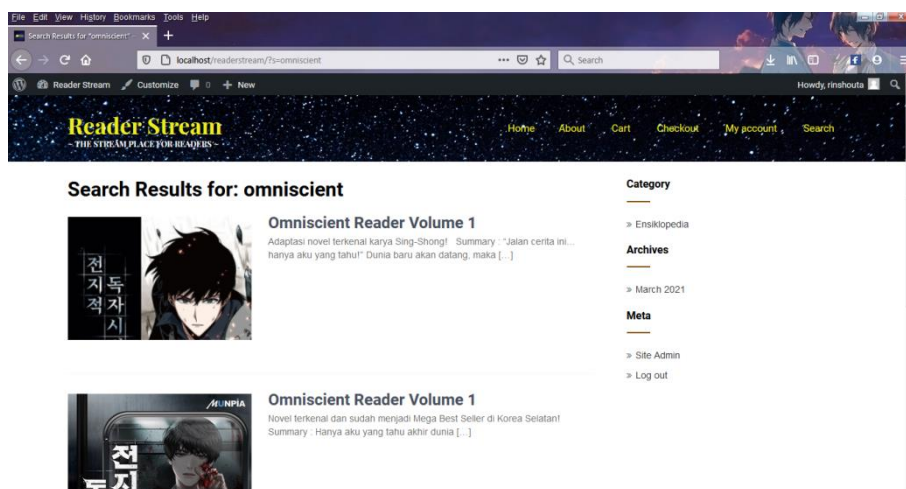 File Edit View History Bookmarks Tools Help
Search Results for "omniscient"
localhost/readerstream/?s=omniscient
Search
Reader Stream Customize 0 New
Howdy, rinshouta
Reader Stream
~ THE STREAM PLACE FOR READERS ~
Home About Cart Checkout My account Search
Search Results for: omniscient
전
지 독
적 자
시
Omniscient Reader Volume 1
Adaptasi novel terkenal karya Sing-Shong! Summary : "Jalan cerita ini...
hanya aku yang tahu!" Dunia baru akan datang, maka [...]
MUNPIA
전
지
독
Omniscient Reader Volume 1
Novel terkenal dan sudah menjadi Mega Best Seller di Korea Selatan!
Summary : Hanya aku yang tahu akhir dunia [...]
Category
» Ensiklopedia
Archives
» March 2021
Meta
» Site Admin
» Log out